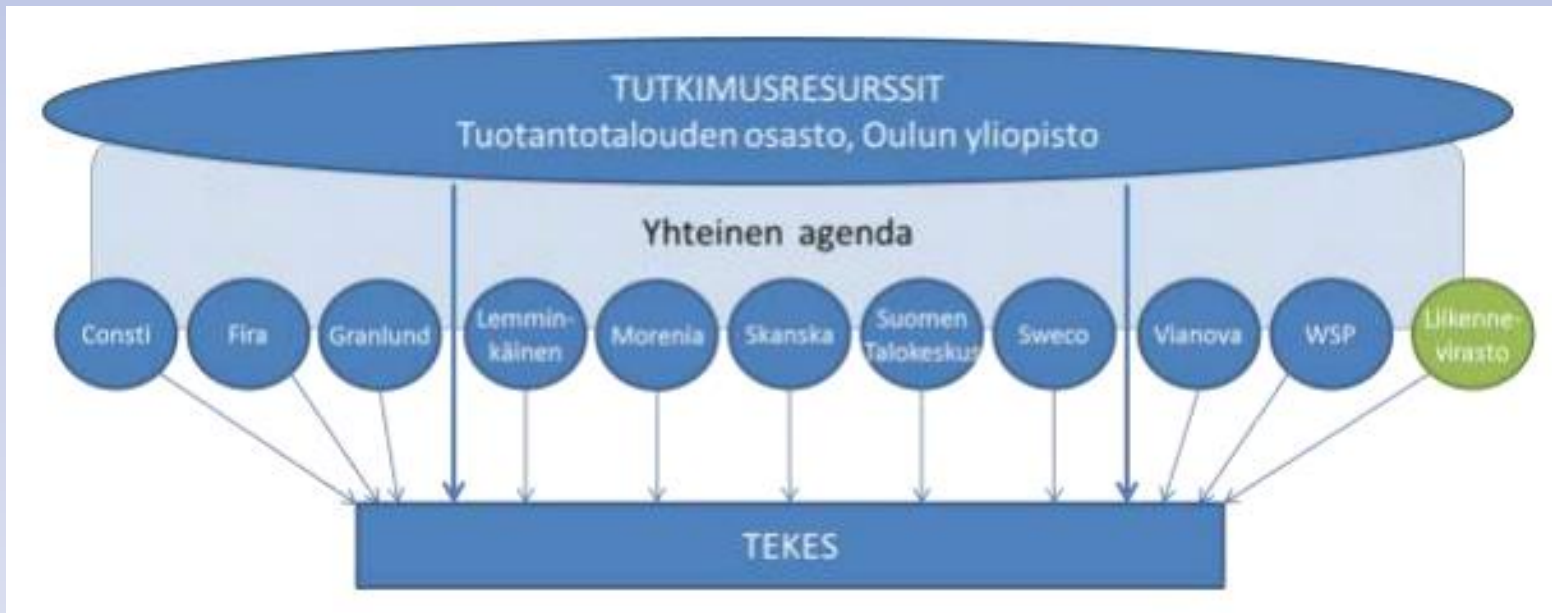 TUTKIMUSRESURSSIT
Tuotantotalouden osasto, Oulun yliopisto
Yhteinen agenda
Consti
Fira
Granlund
Lemmin-
käinen
Morenia
Skanska
Suomen
Talokeskus
Sweco
Vianova
WSP
Liikenne-
virasto
TEKES